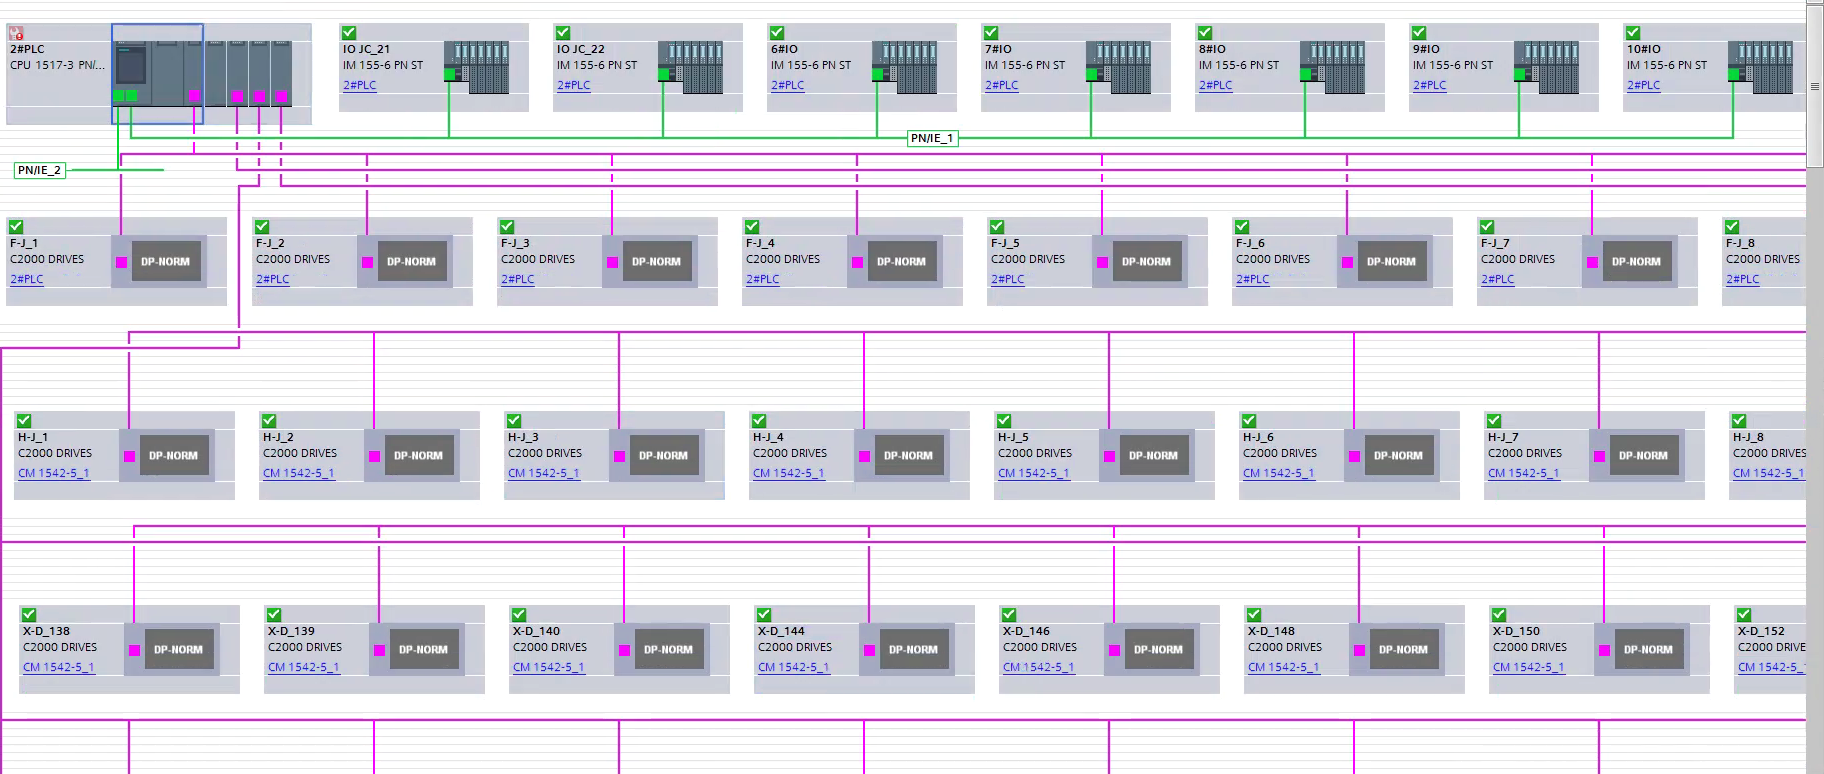 2#PLC
CPU 1517-3 PN/...
IO JC_21
IM 155-6 PN ST
2#PLC
IO JC_22
IM 155-6 PN ST
2#PLC
6#IO
IM 155-6 PN ST
2#PLC
7#IO
IM 155-6 PN ST
2#PLC
8#IO
IM 155-6 PN ST
2#PLC
9#IO
IM 155-6 PN ST
2#PLC
10#IO
IM 155-6 PN ST
2#PLC
PN/IE_1
PN/IE_2
F-J_1
C2000 DRIVES
2#PLC
DP-NORM
F-J_2
C2000 DRIVES
2#PLC
DP-NORM
F-J_3
C2000 DRIVES
2#PLC
DP-NORM
F-J_4
C2000 DRIVES
2#PLC
DP-NORM
F-J_5
C2000 DRIVES
2#PLC
DP-NORM
F-J_6
C2000 DRIVES
2#PLC
DP-NORM
F-J_7
C2000 DRIVES
2#PLC
DP-NORM
F-J_8
C2000 DRIVES
2#PLC
H-J_1
C2000 DRIVES
CM 1542-5_1
DP-NORM
H-J_2
C2000 DRIVES
CM 1542-5_1
DP-NORM
H-J_3
C2000 DRIVES
CM 1542-5_1
DP-NORM
H-J_4
C2000 DRIVES
CM 1542-5_1
DP-NORM
H-J_5
C2000 DRIVES
CM 1542-5_1
DP-NORM
H-J_6
C2000 DRIVES
CM 1542-5_1
DP-NORM
H-J_7
C2000 DRIVES
CM 1542-5_1
DP-NORM
H-J_8
C2000 DRIVES
CM 1542-5_1
X-D_138
C2000 DRIVES
CM 1542-5_1
DP-NORM
X-D_139
C2000 DRIVES
CM 1542-5_1
DP-NORM
X-D_140
C2000 DRIVES
CM 1542-5_1
DP-NORM
X-D_144
C2000 DRIVES
CM 1542-5_1
DP-NORM
X-D_146
C2000 DRIVES
CM 1542-5_1
DP-NORM
X-D_148
C2000 DRIVES
CM 1542-5_1
DP-NORM
X-D_150
C2000 DRIVES
CM 1542-5_1
DP-NORM
X-D_152
C2000 DRIVE
CM 1542-5_1